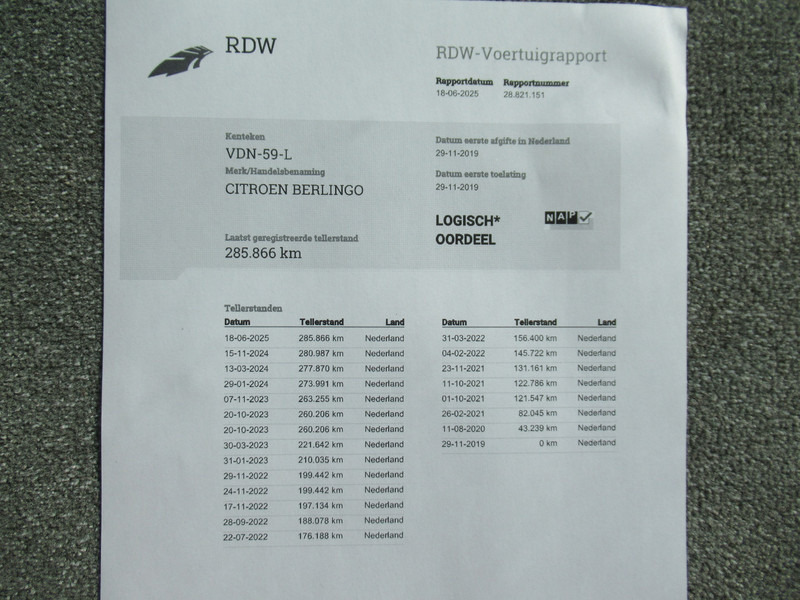 RDW
RDW-Voertuigrapport
Rapportdatum Rapportnummer
18-06-2025 28.821.151
Kenteken
VDN-59-L
Merk/Handelsbenaming
CITROEN BERLINGO
Laatst geregistreerde tellerstand
285.866 km
Datum eerste afgifte in Nederland
29-11-2019
Datum eerste toelating
29-11-2019
LOGISCH*
OORDEEL
NAP
Tellerstanden
Datum Tellerstand Land
18-06-2025 285.866 km Nederland
15-11-2024 280.987 km Nederland
13-03-2024 277.870 km Nederland
29-01-2024 273.991 km Nederland
07-11-2023 263.255 km Nederland
20-10-2023 260.206 km Nederland
20-10-2023 260.206 km Nederland
30-03-2023 221.642 km Nederland
31-01-2023 210.035 km Nederland
29-11-2022 199.442 km Nederland
24-11-2022 199.442 km Nederland
17-11-2022 197.134 km Nederland
28-09-2022 188.078 km Nederland
22-07-2022 176.188 km Nederland
Datum Tellerstand Land
31-03-2022 156.400 km Nederland
04-02-2022 145.722 km Nederland
23-11-2021 131.161 km Nederland
11-10-2021 122.786 km Nederland
01-10-2021 121.547 km Nederland
26-02-2021 82.045 km Nederland
11-08-2020 43.239 km Nederland
29-11-2019 0 km Nederland